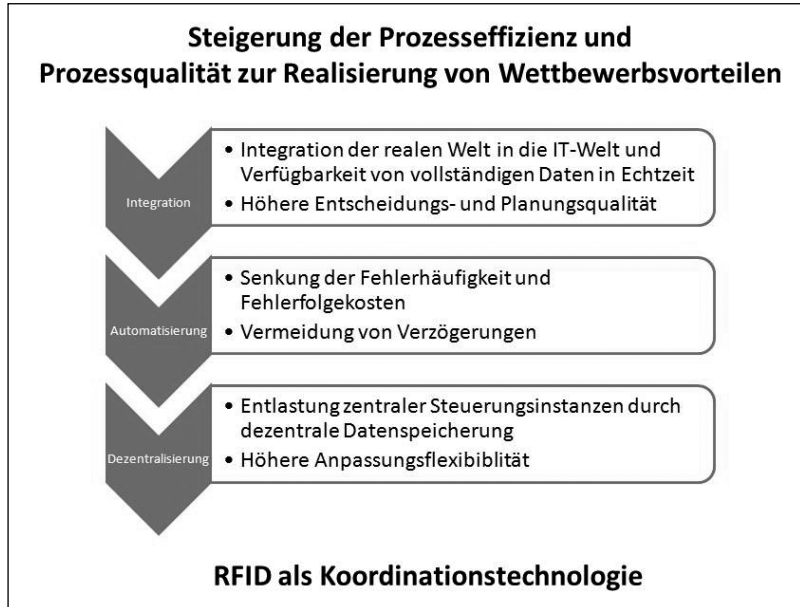 Steigerung der Prozesseffizienz und
Prozessqualität zur Realisierung von Wettbewerbsvorteilen
Integration
• Integration der realen Welt in die IT-Welt und
Verfügbarkeit von vollständigen Daten in Echtzeit
• Höhere Entscheidungs- und Planungsqualität
Automatisierung
• Senkung der Fehlerhäufigkeit und
Fehlerfolgekosten
• Vermeidung von Verzögerungen
Dezentralisierung
• Entlastung zentraler Steuerungsinstanzen durch
dezentrale Datenspeicherung
• Höhere Anpassungsflexibiblität
RFID als Koordinationstechnologie